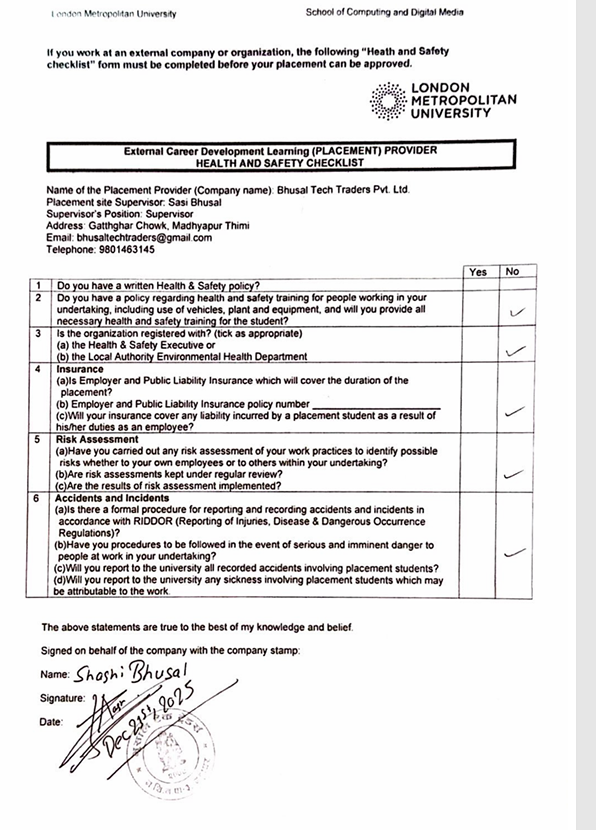 London Metropolitan University
School of Computing and Digital Media
If you work at an external company or organization, the following "Heath and Safety
checklist" form must be completed before your placement can be approved.
LONDON
METROPOLITAN
UNIVERSITY
External Career Development Learning (PLACEMENT) PROVIDER
HEALTH AND SAFETY CHECKLIST
Name of the Placement Provider (Company name): Bhusal Tech Traders Pvt. Ltd.
Placement site Supervisor: Sasi Bhusal
Supervisor's Position: Supervisor
Address: Gatthghar Chowk, Madhyapur Thimi
Email: bhusaltechtraders@gmail.com
Telephone: 9801463145
Yes No
1 Do you have a written Health & Safety policy?
2 Do you have a policy regarding health and safety training for people working in your
undertaking, including use of vehicles, plant and equipment, and will you provide all
necessary health and safety training for the student?
3 Is the organization registered with? (tick as appropriate)
(a) the Health & Safety Executive or
(b) the Local Authority Environmental Health Department
4 Insurance
(a)Is Employer and Public Liability Insurance which will cover the duration of the
placement?
(b) Employer and Public Liability Insurance policy number
(c)Will your insurance cover any liability incurred by a placement student as a result of
his/her duties as an employee?
5 Risk Assessment
(a)Have you carried out any risk assessment of your work practices to identify possible
risks whether to your own employees or to others within your undertaking?
(b)Are risk assessments kept under regular review?
(c)Are the results of risk assessment implemented?
6 Accidents and Incidents
(a)Is there a formal procedure for reporting and recording accidents and incidents in
accordance with RIDDOR (Reporting of Injuries, Disease & Dangerous Occurrence
Regulations)?
(b)Have you procedures to be followed in the event of serious and imminent danger to
people at work in your undertaking?
(c)Will you report to the university all recorded accidents involving placement students?
(d)Will you report to the university any sickness involving placement students which may
be attributable to the work.
The above statements are true to the best of my knowledge and belief.
Signed on behalf of the company with the company stamp:
Name: Shashi Bhusal
Signature:
Date: Dec 21st, 2025